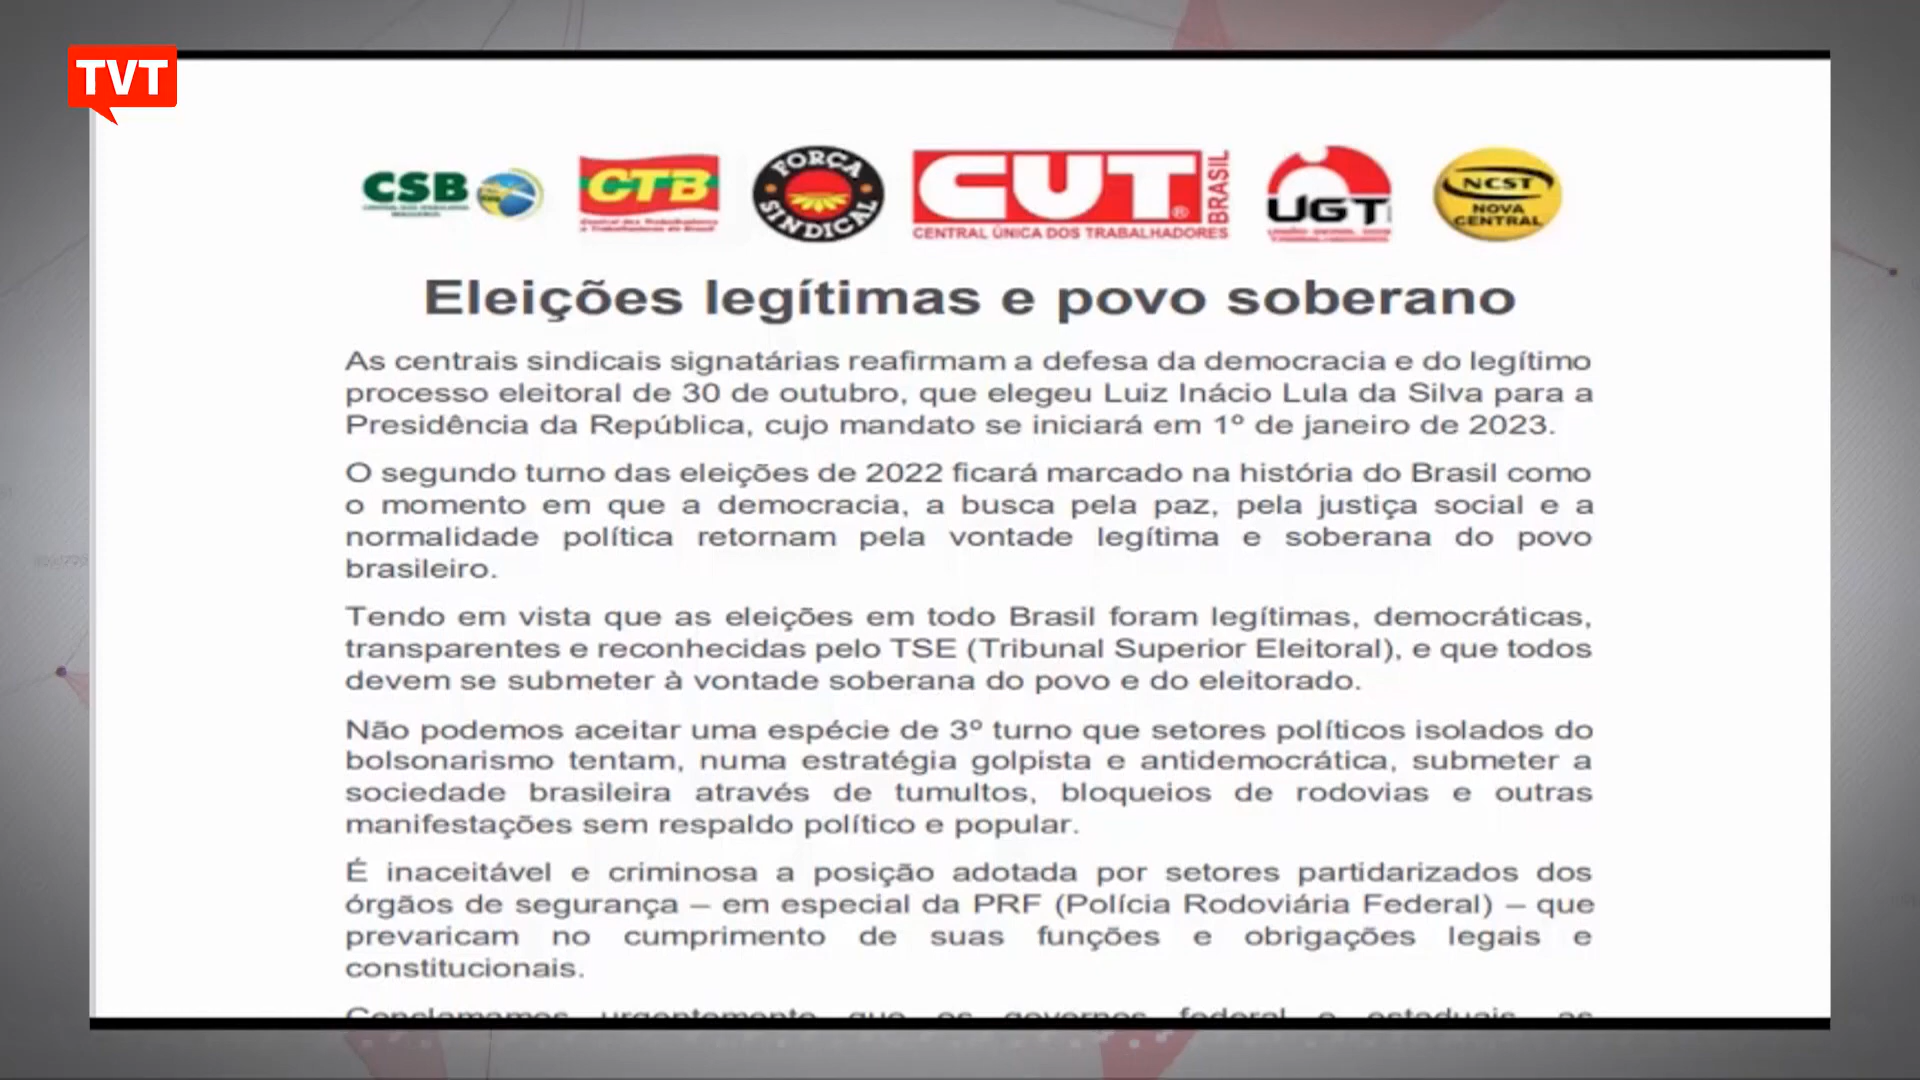 TVT
CSB
CTB
FORÇA SINDICAL
CUT® BRASIL
CENTRAL ÚNICA DOS TRABALHADORES
UGT
NCST
NOVA
CENTRAL
Eleições legítimas e povo soberano
As centrais sindicais signatárias reafirmam a defesa da democracia e do legítimo
processo eleitoral de 30 de outubro, que elegeu Luiz Inácio Lula da Silva para a
Presidência da República, cujo mandato se iniciará em 1º de janeiro de 2023.
O segundo turno das eleições de 2022 ficará marcado na história do Brasil como
o momento em que a democracia, a busca pela paz, pela justiça social e a
normalidade política retornam pela vontade legítima e soberana do povo
brasileiro.
Tendo em vista que as eleições em todo Brasil foram legítimas, democráticas,
transparentes e reconhecidas pelo TSE (Tribunal Superior Eleitoral), e que todos
devem se submeter à vontade soberana do povo e do eleitorado.
Não podemos aceitar uma espécie de 3º turno que setores políticos isolados do
bolsonarismo tentam, numa estratégia golpista e antidemocrática, submeter a
sociedade brasileira através de tumultos, bloqueios de rodovias e outras
manifestações sem respaldo político e popular.
É inaceitável e criminosa a posição adotada por setores partidarizados dos
órgãos de segurança – em especial da PRF (Polícia Rodoviária Federal) – que
prevaricam no cumprimento de suas funções e obrigações legais e
constitucionais.
Conclamamos urgentemente que os governos federal e estaduais, as